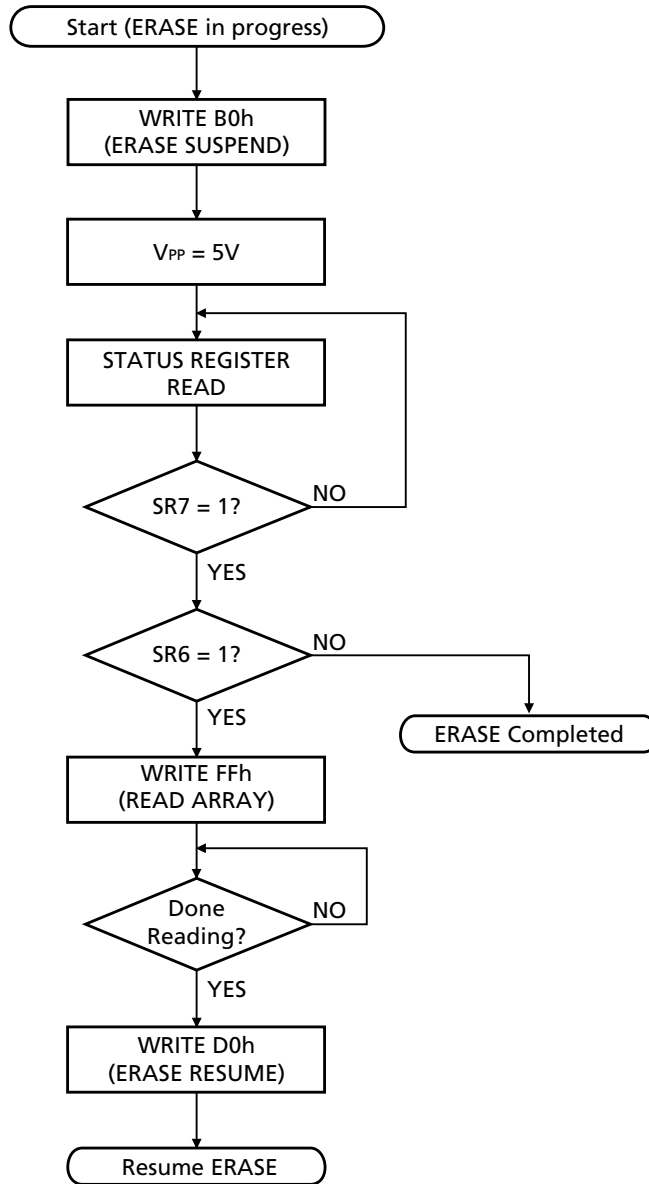 Start (ERASE in progress)
WRITE B0h
(ERASE SUSPEND)
VPP = 5V
STATUS REGISTER
READ
SR7 = 1?
NO
YES
SR6 = 1?
NO
YES
ERASE Completed
WRITE FFh
(READ ARRAY)
Done
Reading?
NO
YES
WRITE D0h
(ERASE RESUME)
Resume ERASE